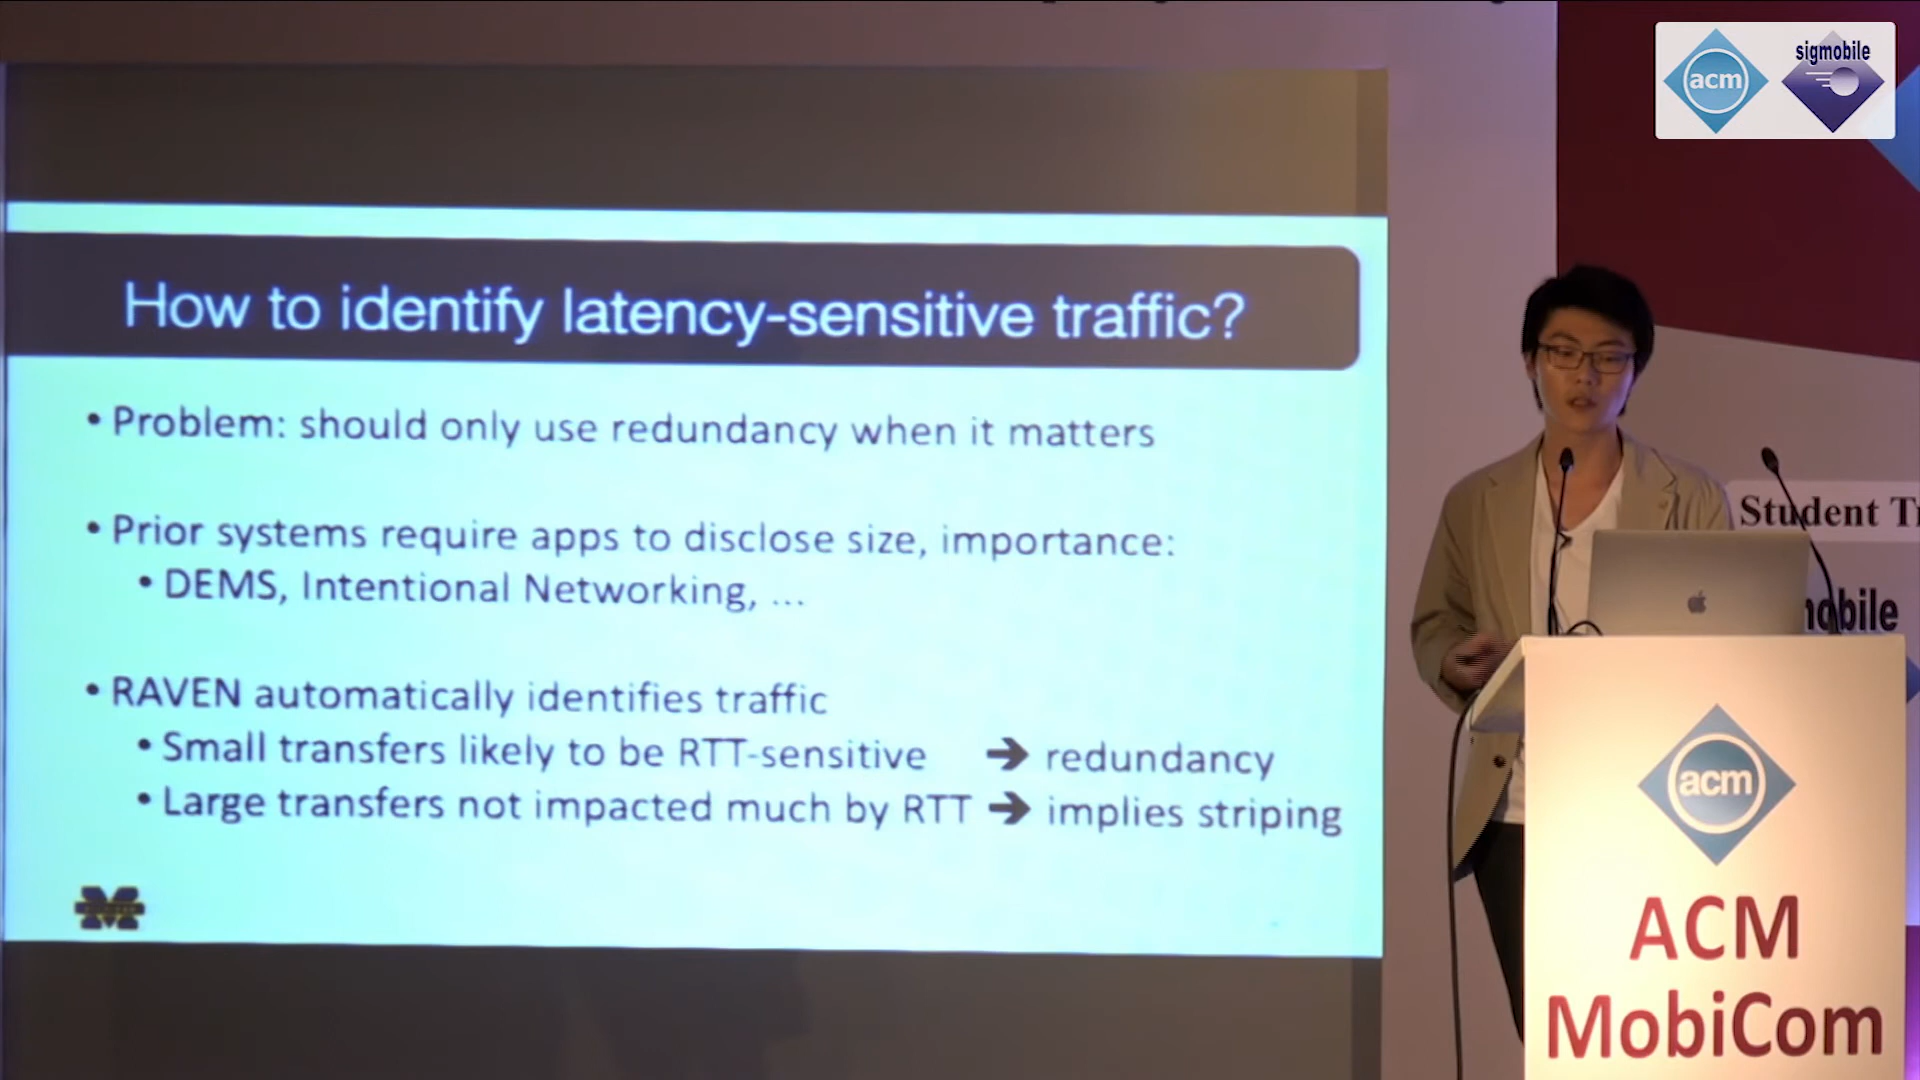 acm
sigmobile
How to identify latency-sensitive traffic?
• Problem: should only use redundancy when it matters
• Prior systems require apps to disclose size, importance:
• DEMS, Intentional Networking, ...
• RAVEN automatically identifies traffic
• Small transfers likely to be RTT-sensitive ➔ redundancy
• Large transfers not impacted much by RTT ➔ implies striping
M
Student Tr
mobile
acm
ACM
MobiCom